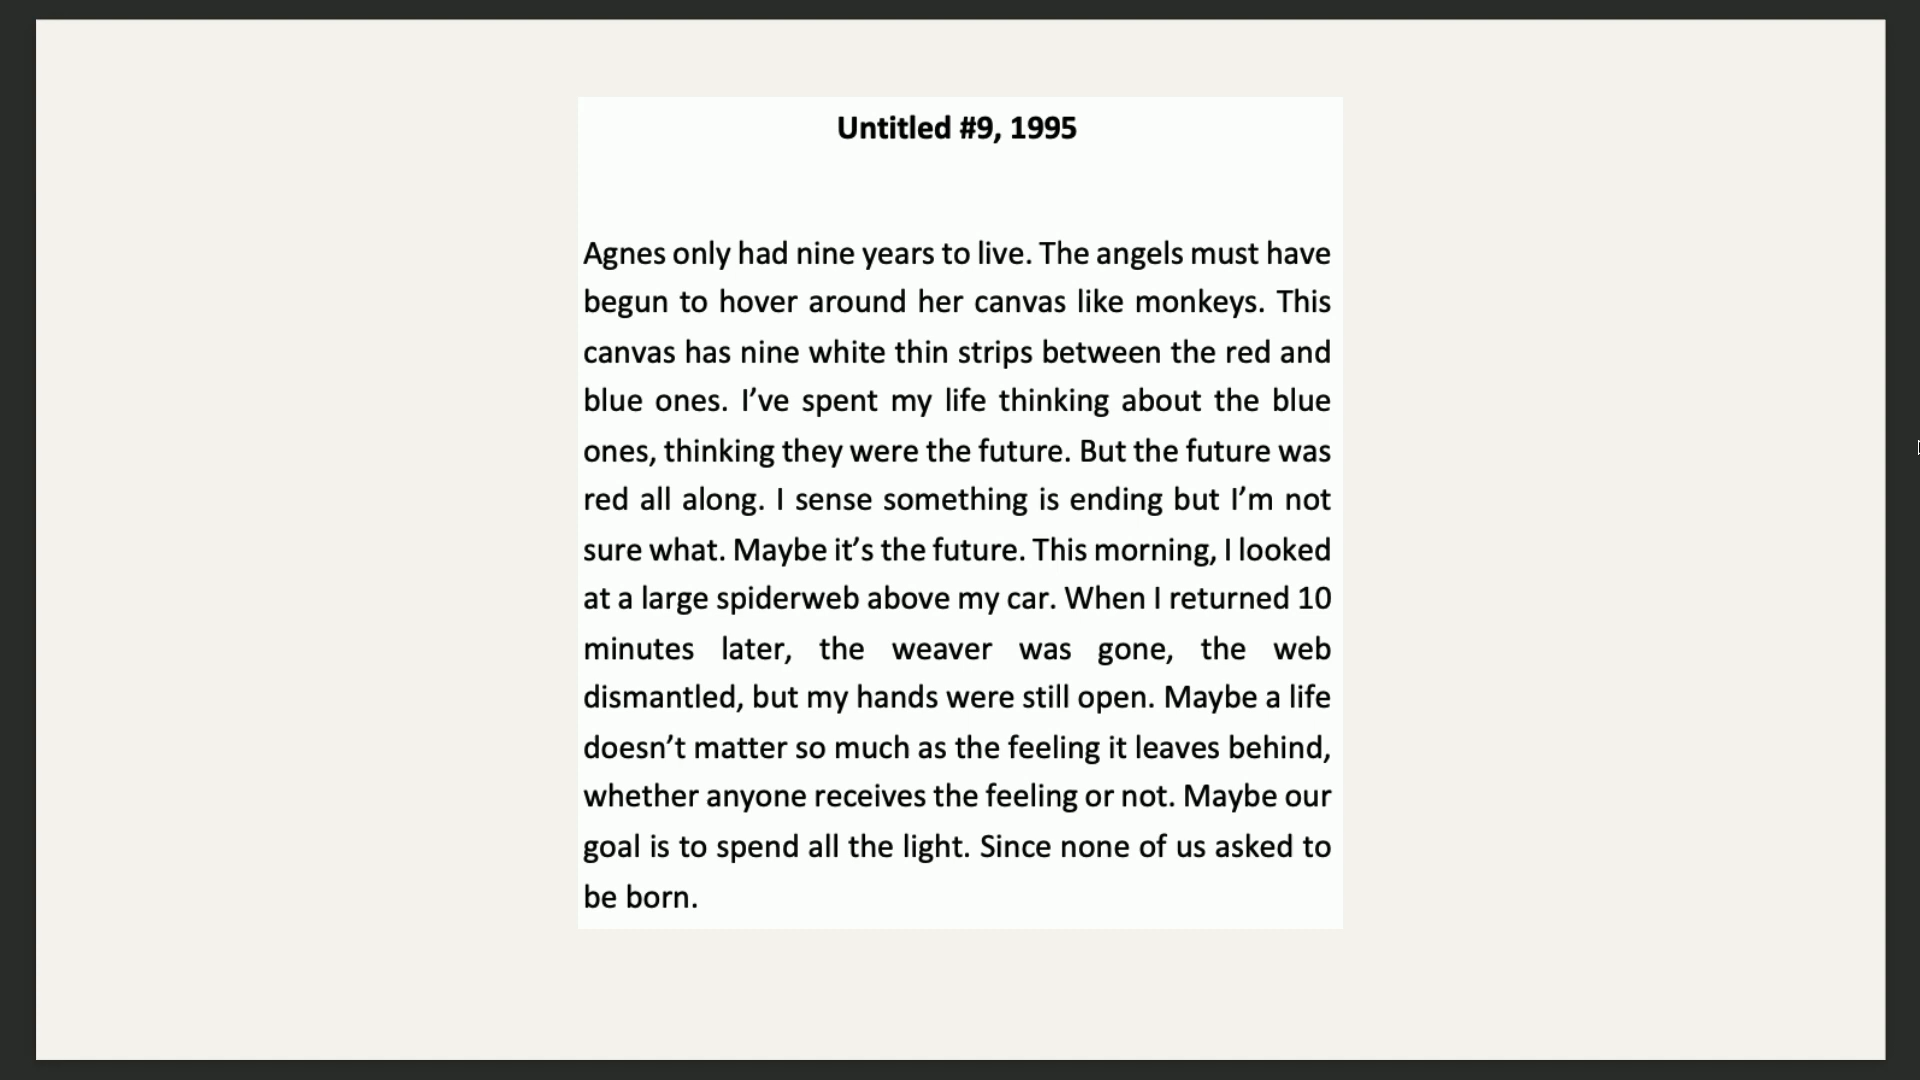 Untitled #9, 1995
Agnes only had nine years to live. The angels must have
begun to hover around her canvas like monkeys. This
canvas has nine white thin strips between the red and
blue ones. I’ve spent my life thinking about the blue
ones, thinking they were the future. But the future was
red all along. I sense something is ending but I’m not
sure what. Maybe it’s the future. This morning, I looked
at a large spiderweb above my car. When I returned 10
minutes later, the weaver was gone, the web
dismantled, but my hands were still open. Maybe a life
doesn’t matter so much as the feeling it leaves behind,
whether anyone receives the feeling or not. Maybe our
goal is to spend all the light. Since none of us asked to
be born.